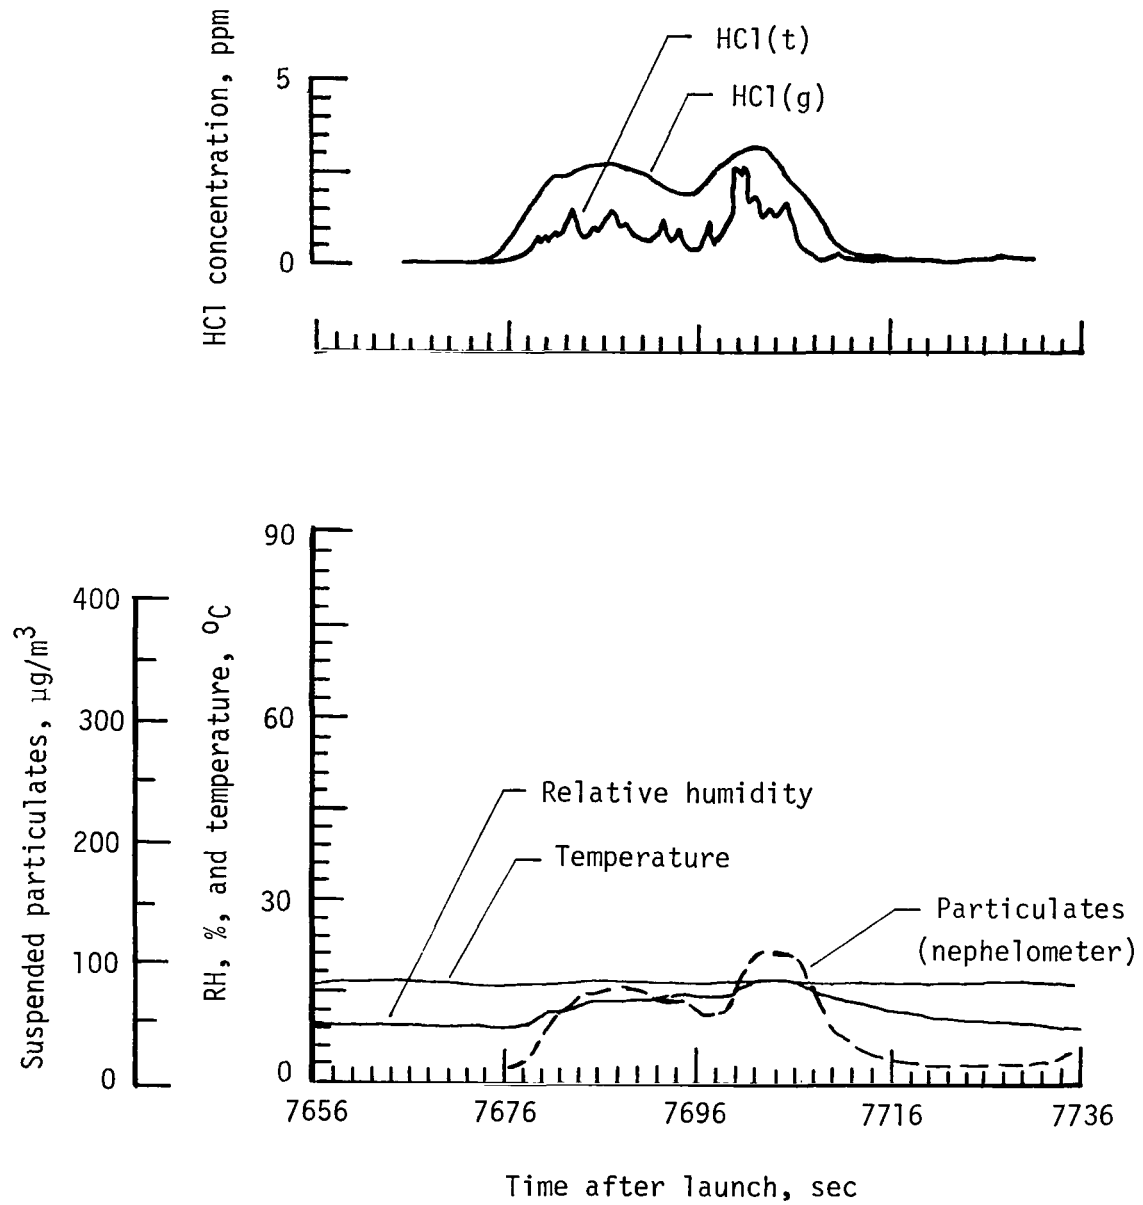 HCl concentration, ppm
5
0
HCl(t)
HCl(g)
Suspended particulates, µg/m³
400
300
200
100
0
RH, %, and temperature, °C
90
60
30
0
Relative humidity
Temperature
Particulates
(nephelometer)
7656 7676 7696 7716 7736
Time after launch, sec